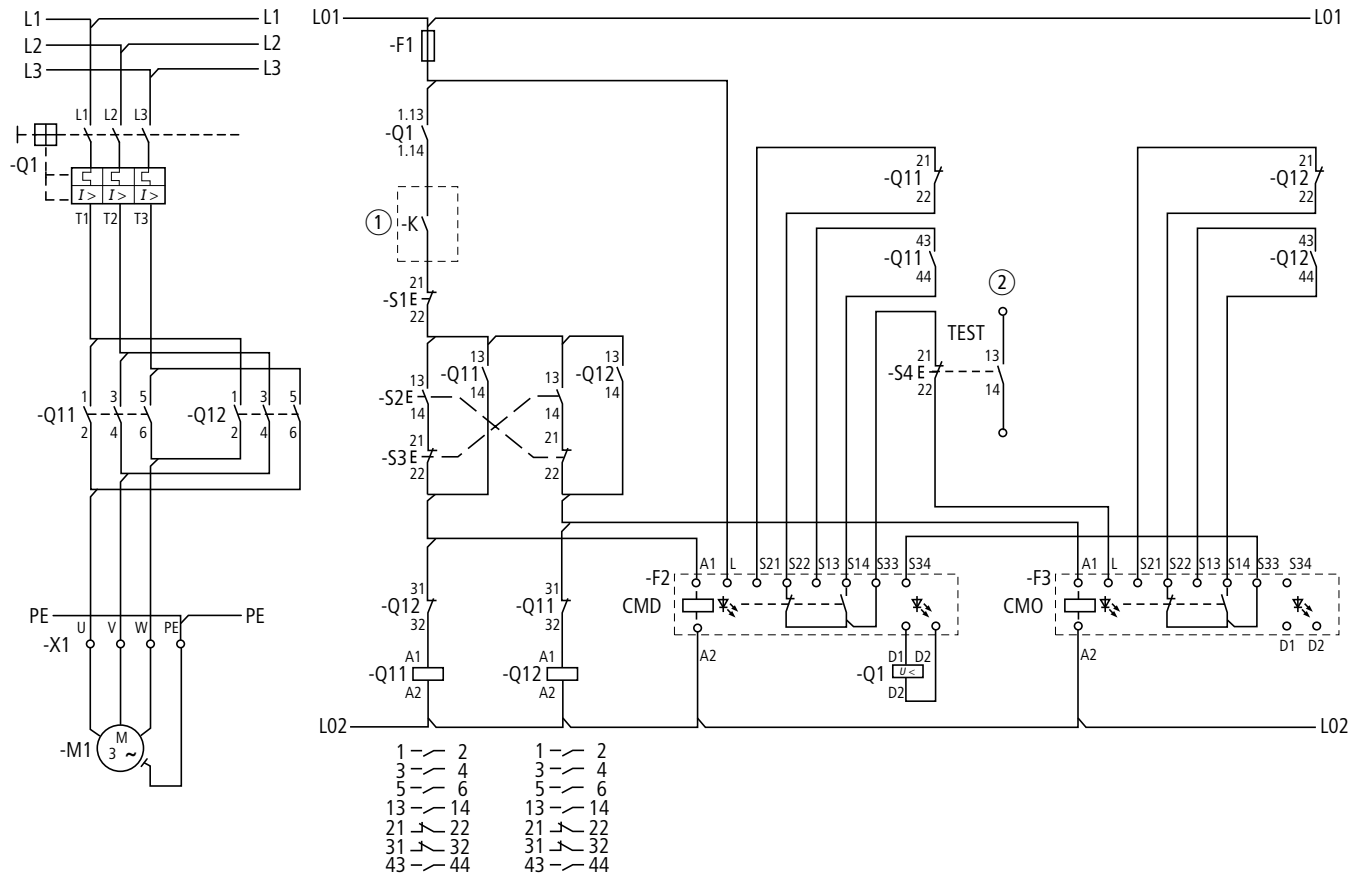 L1 L1
L2 L2
L3 L3
L1 L2 L3
-Q1
I > I > I >
T1 T2 T3
1 3 5 1 3 5
-Q11 -Q12
2 4 6 2 4 6
PE PE
U V W PE
-X1
-M1 M
3 ~
L01 L01
-F1
1.13
-Q1
1.14
1 -K
21
-S1 E
22
13 13
-Q11 -Q12
14 14
13 13
-S2 E
14 14
21 21
-S3 E
22 22
31 31
-Q12 -Q11
32 32
A1 A1
-Q11 -Q12
A2 A2
21
-Q11
22
43
-Q11
44
2
TEST
21 13
-S4 E
22 14
21
-Q12
22
43
-Q12
44
A1 L S21 S22 S13 S14 S33 S34
-F2
CMD
A2 D1 D2
-Q1 U <
D2
A1 L S21 S22 S13 S14 S33 S34
-F3
CMO
A2 D1 D2
L02 L02
1 2 1 2
3 4 3 4
5 6 5 6
13 14 13 14
21 22 21 22
31 32 31 32
43 44 43 44